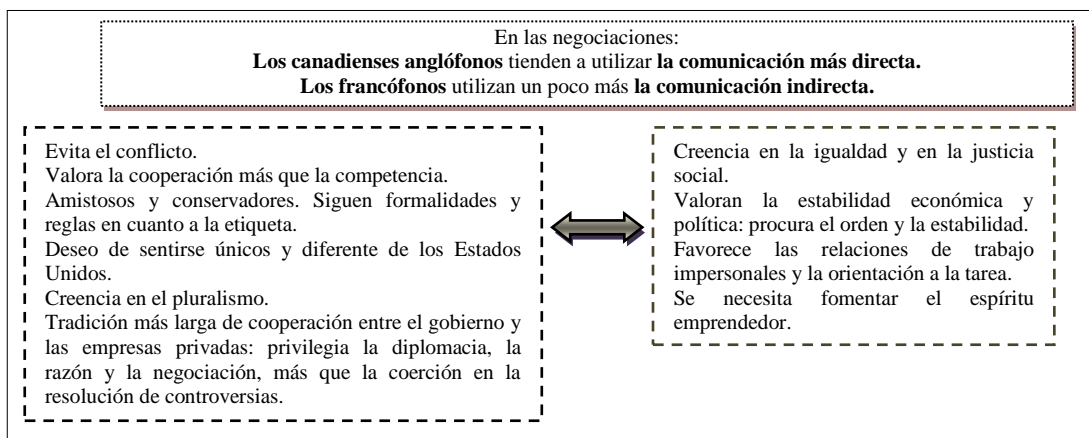 En las negociaciones:
Los canadienses anglófonos tienden a utilizar la comunicación más directa.
Los francófonos utilizan un poco más la comunicación indirecta.
Evita el conflicto.
Valora la cooperación más que la competencia.
Amistosos y conservadores. Siguen formalidades y
reglas en cuanto a la etiqueta.
Deseo de sentirse únicos y diferente de los Estados
Unidos.
Creencia en el pluralismo.
Tradición más larga de cooperación entre el gobierno y
las empresas privadas: privilegia la diplomacia, la
razón y la negociación, más que la coerción en la
resolución de controversias.
Creencia en la igualdad y en la justicia
social.
Valoran la estabilidad económica y
política: procura el orden y la estabilidad.
Favorece las relaciones de trabajo
impersonales y la orientación a la tarea.
Se necesita fomentar el espíritu
emprendedor.